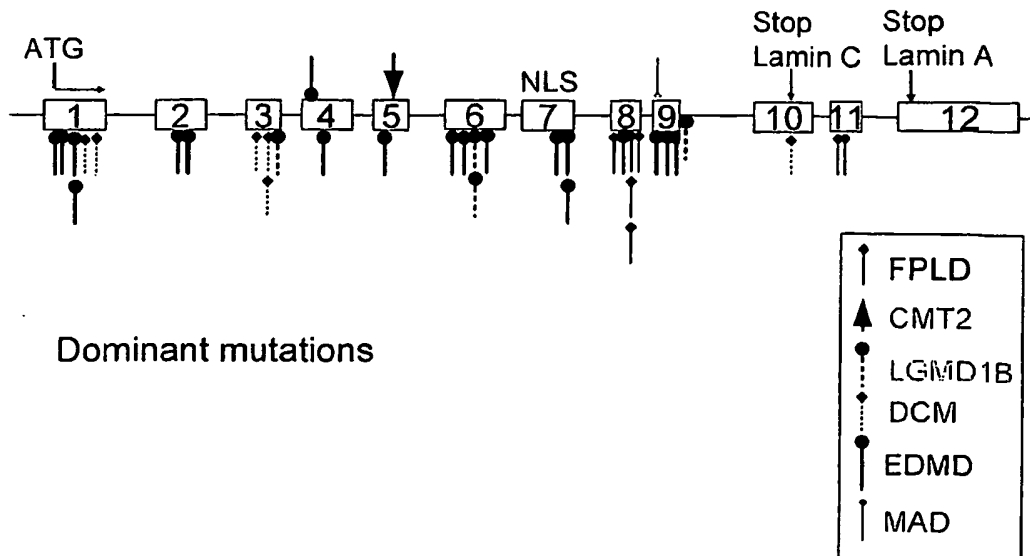 Stop Stop
ATG Lamin C Lamin A
NLS
1 2 3 4 5 6 7 8 9 10 11 12
FPLD
CMT2
Dominant mutations
LGMD1B
DCM
EDMD
MAD